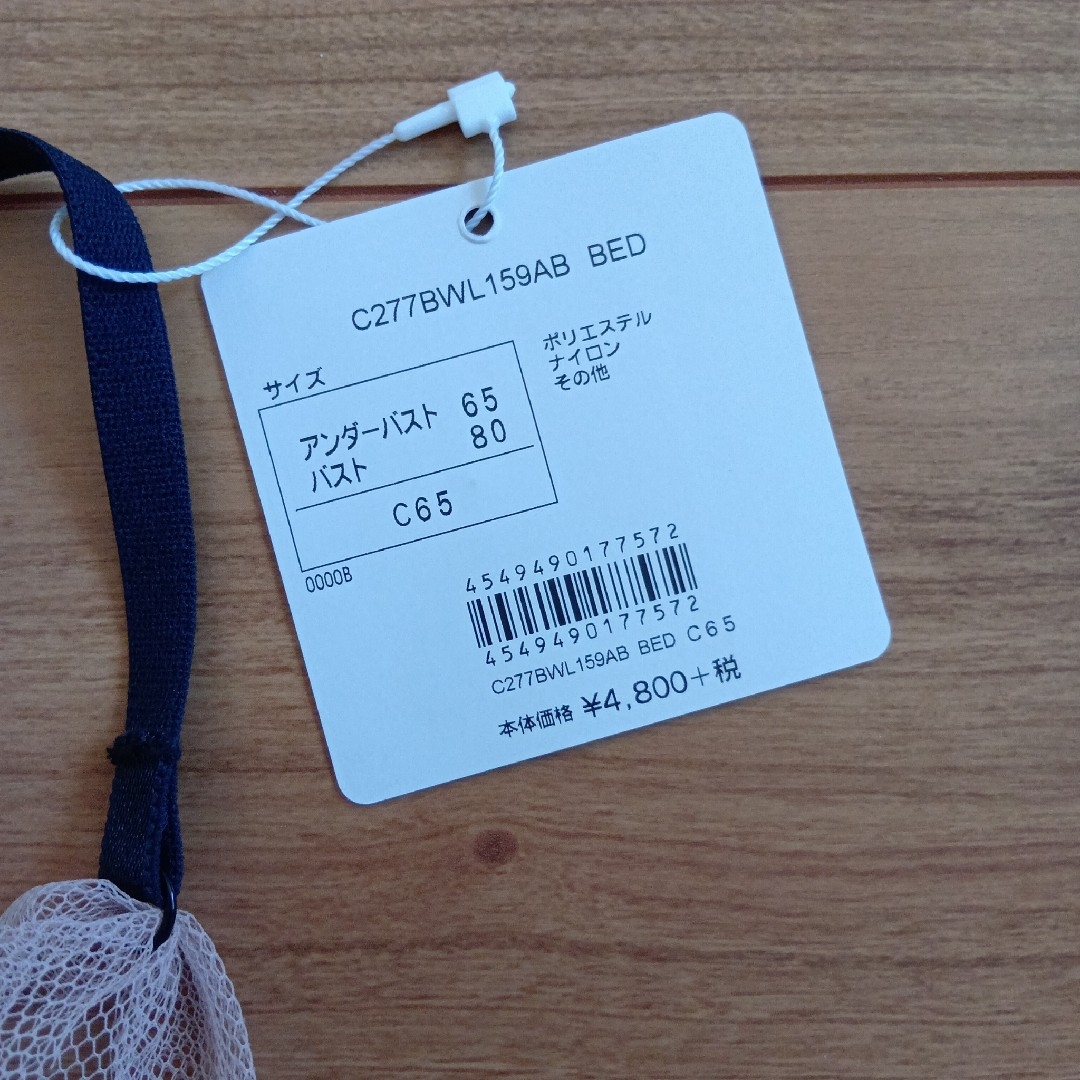 C277BWL159AB BED
サイズ
アンダーバスト 65
バスト 80
C65
0000B
ポリエステル
ナイロン
その他
4549490177572
4549490177572
C277BWL159AB BED C65
本体価格 ¥4,800+税